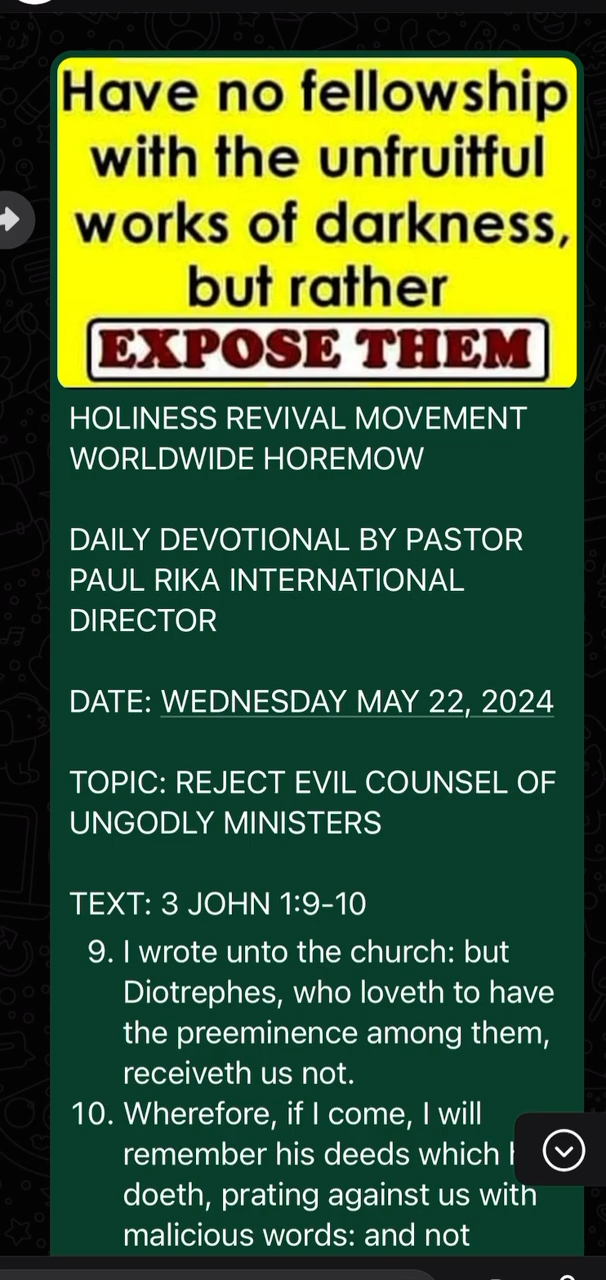 Have no fellowship
with the unfruitful
works of darkness,
but rather
EXPOSE THEM
HOLINESS REVIVAL MOVEMENT
WORLDWIDE HOREMOW
DAILY DEVOTIONAL BY PASTOR
PAUL RIKA INTERNATIONAL
DIRECTOR
DATE: WEDNESDAY MAY 22, 2024
TOPIC: REJECT EVIL COUNSEL OF
UNGODLY MINISTERS
TEXT: 3 JOHN 1:9-10
9. I wrote unto the church: but
Diotrephes, who loveth to have
the preeminence among them,
receiveth us not.
10. Wherefore, if I come, I will
remember his deeds which
doeth, prating against us with
malicious words: and not